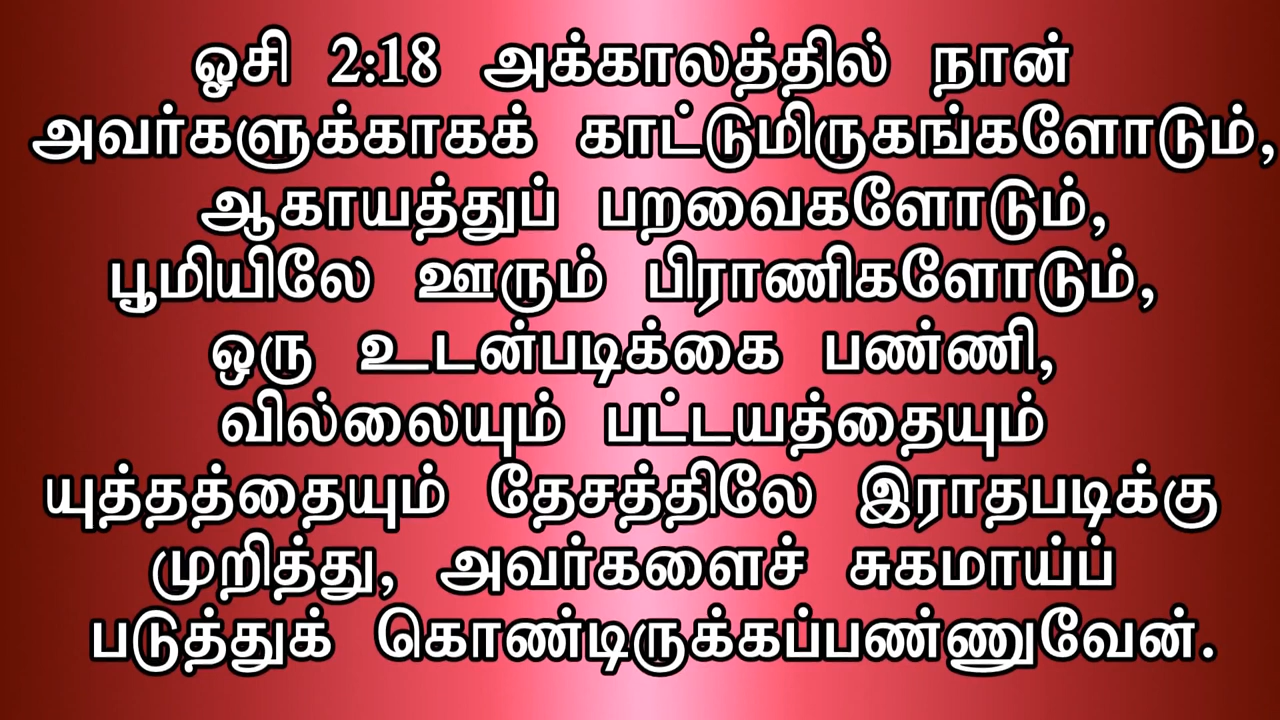 ஓசி 2:18 அக்காலத்தில் நான்
அவர்களுக்காகக் காட்டுமிருகங்களோடும்,
ஆகாயத்துப் பறவைகளோடும்,
பூமியிலே ஊரும் பிராணிகளோடும்,
ஒரு உடன்படிக்கை பண்ணி,
வில்லையும் பட்டயத்தையும்
யுத்தத்தையும் தேசத்திலே இராதபடிக்கு
முறித்து, அவர்களைச் சுகமாய்ப்
படுத்துக் கொண்டிருக்கப்பண்ணுவேன்.